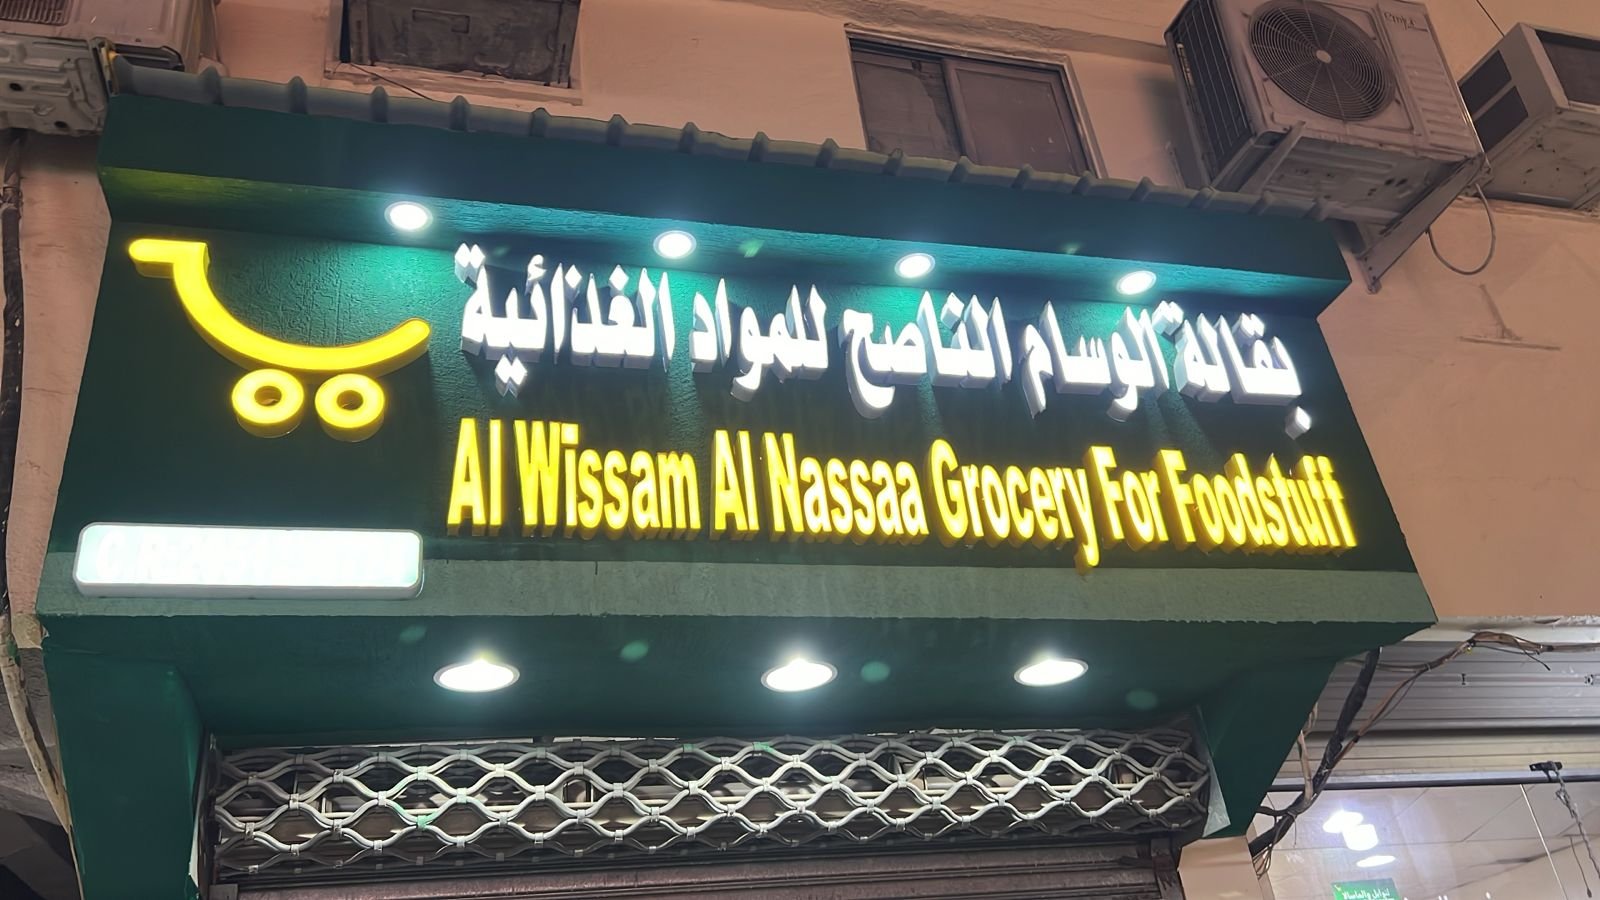 بقالة الوسام الناصح للمواد الغذائية
Al Wissam Al Nassaa Grocery For Foodstuff